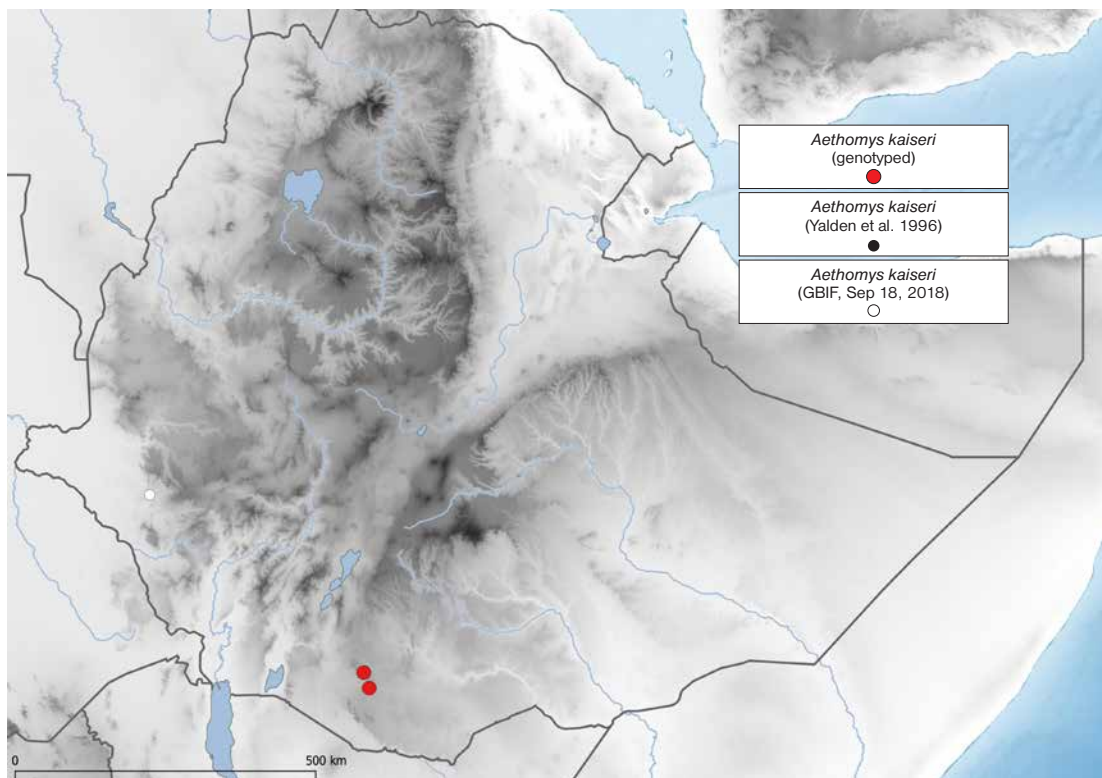 Aethomys kaiseri
(genotyped)
Aethomys kaiseri
(Yalden et al. 1996)
Aethomys kaiseri
(GBIF, Sep 18, 2018)
0
500 km